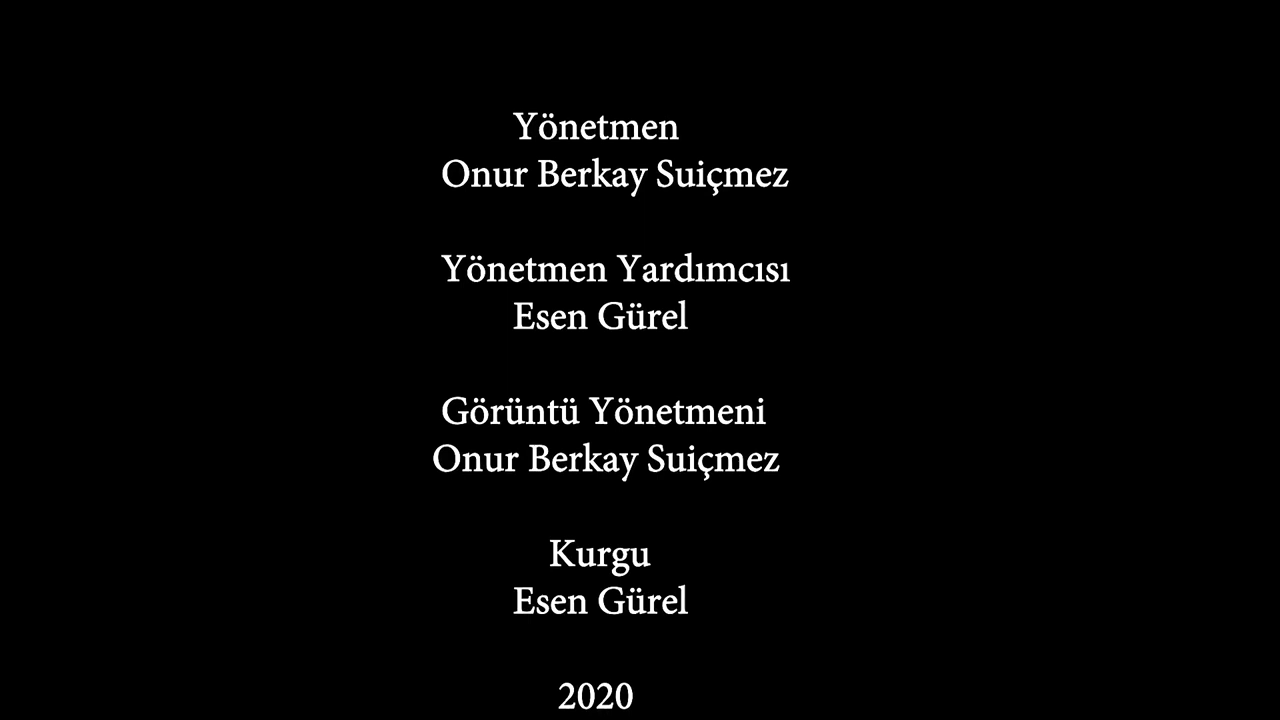 Yönetmen
Onur Berkay Suiçmez
Yönetmen Yardımcısı
Esen Gürel
Görüntü Yönetmeni
Onur Berkay Suiçmez
Kurgu
Esen Gürel
2020